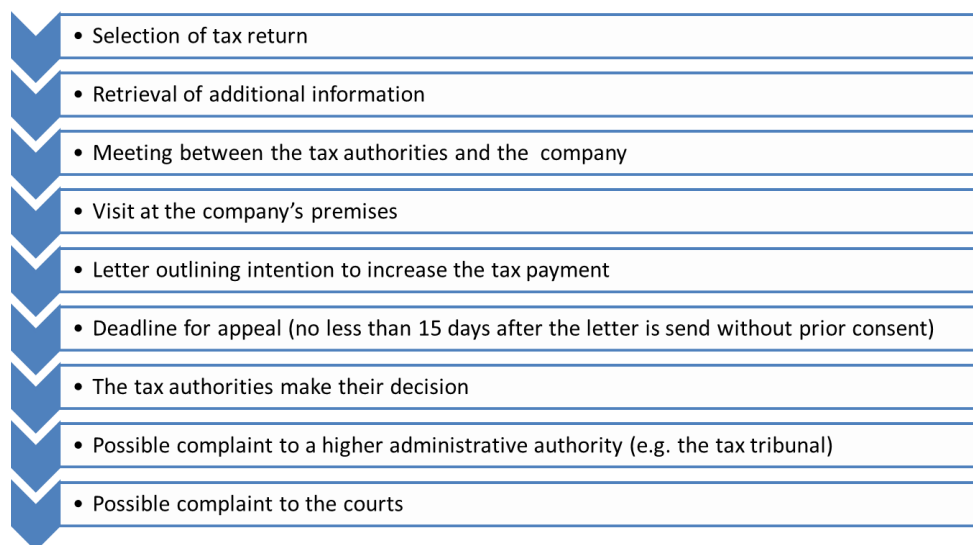 • Selection of tax return
• Retrieval of additional information
• Meeting between the tax authorities and the company
• Visit at the company's premises
• Letter outlining intention to increase the tax payment
• Deadline for appeal (no less than 15 days after the letter is send without prior consent)
• The tax authorities make their decision
• Possible complaint to a higher administrative authority (e.g. the tax tribunal)
• Possible complaint to the courts